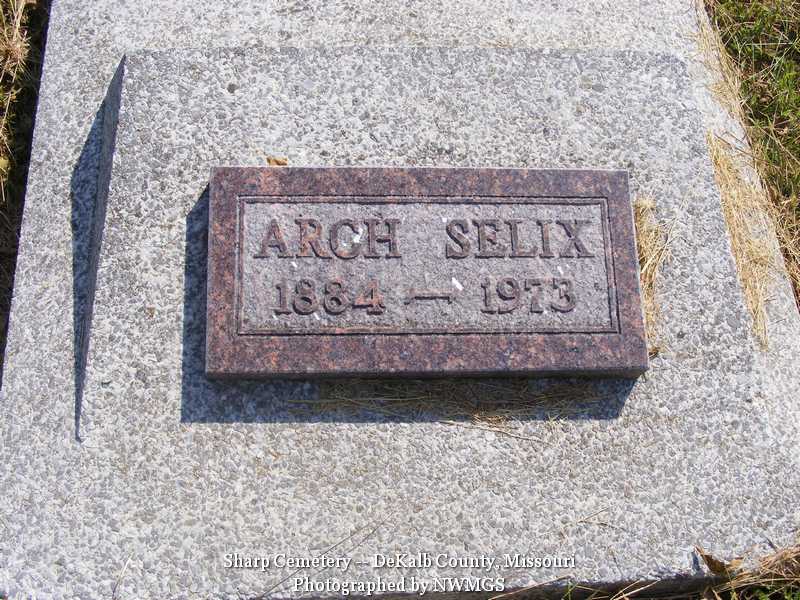 ARCH SELIX
1884 — 1973
Sharp Cemetery – DeKalb County, Missouri
Photographed by NWMGS